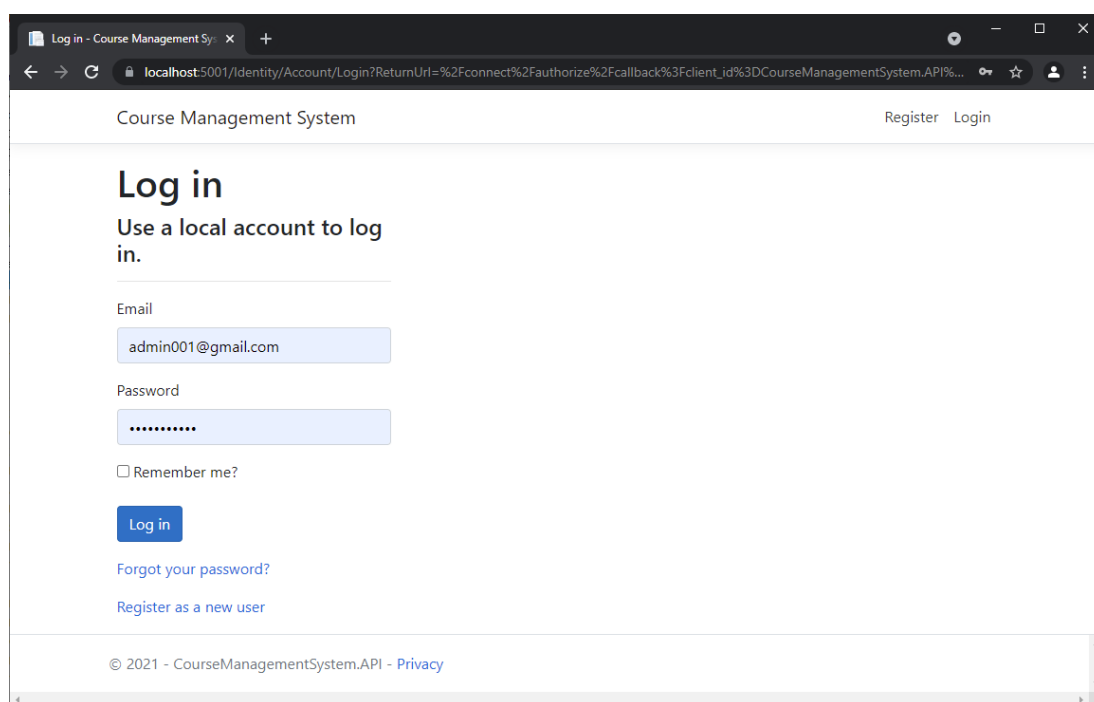 Log in - Course Management Sys
localhost:5001/Identity/Account/Login?ReturnUrl=%2Fconnect%2Fauthorize%2Fcallback%3Fclient_id%3DCourseManagementSystem.API%...
Course Management System Register Login
Log in
Use a local account to log
in.
Email
admin001@gmail.com
Password
•••••••••••
Remember me?
Log in
Forgot your password?
Register as a new user
© 2021 - CourseManagementSystem.API - Privacy